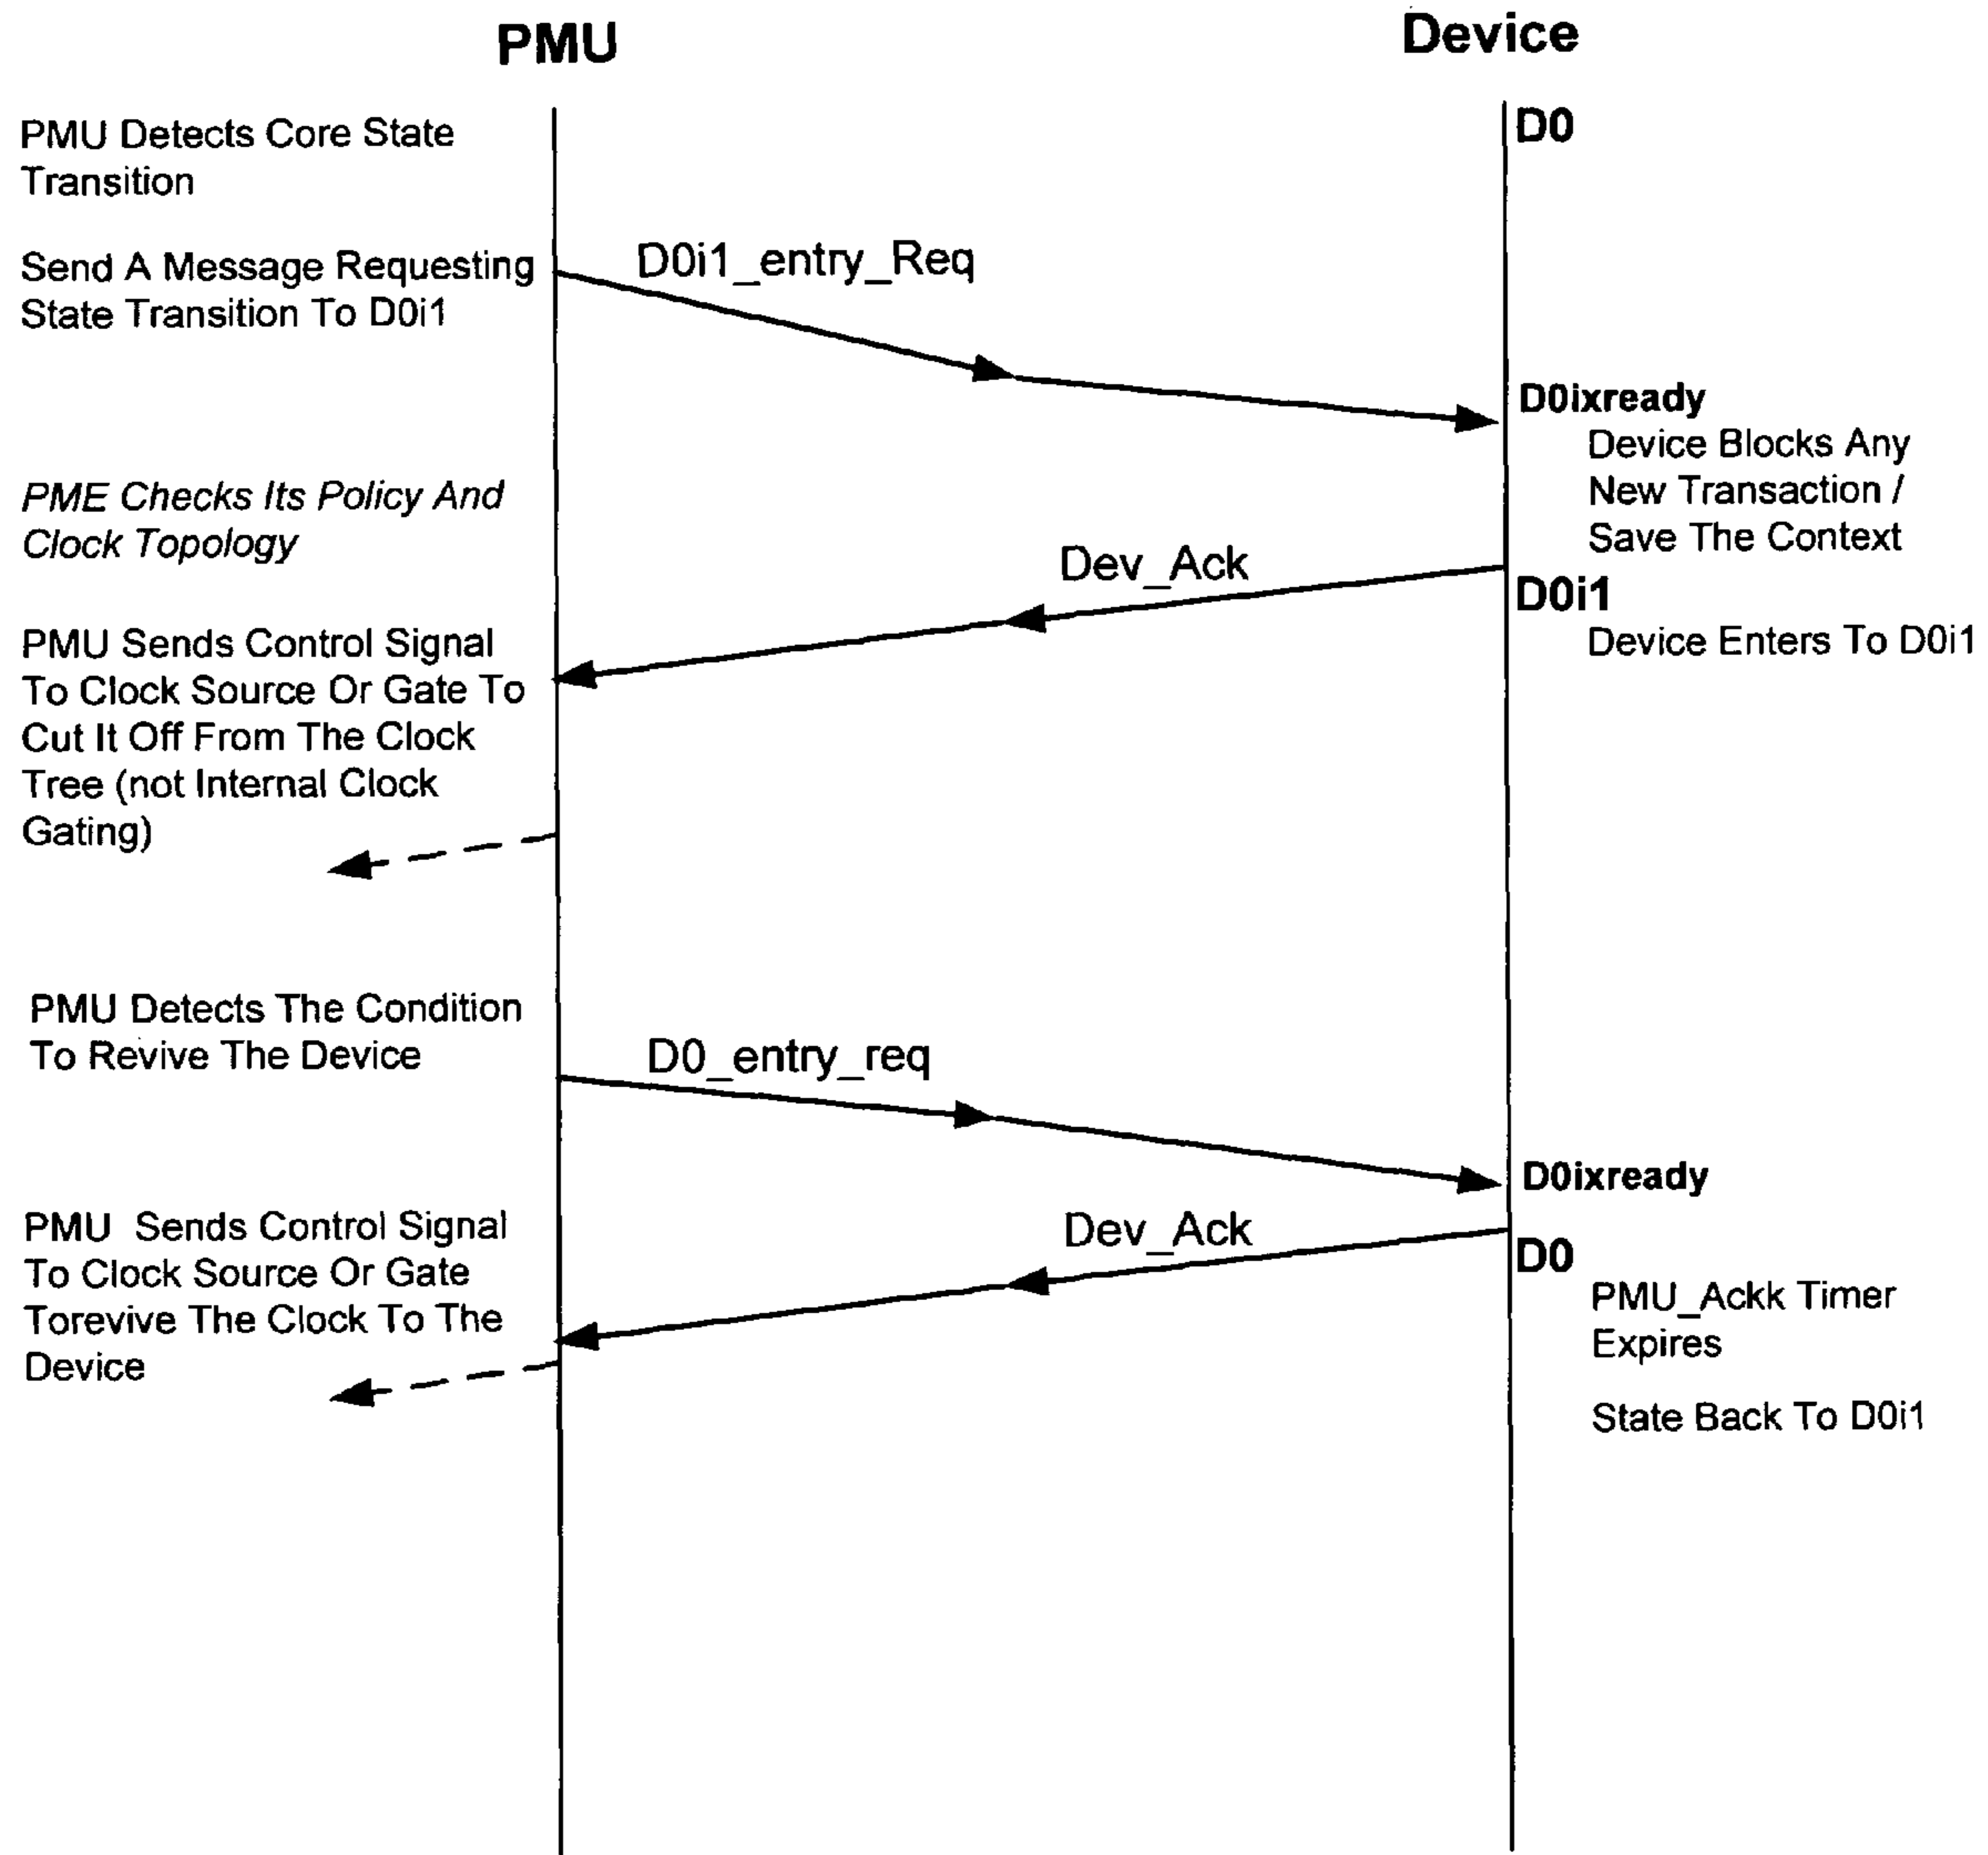 PMU
Device
PMU Detects Core State
Transition
D0
Send A Message Requesting
State Transition To D0i1
D0i1_entry_Req
D0ixready
Device Blocks Any
New Transaction /
Save The Context
PME Checks Its Policy And
Clock Topology
Dev_Ack
D0i1
Device Enters To D0i1
PMU Sends Control Signal
To Clock Source Or Gate To
Cut It Off From The Clock
Tree (not Internal Clock
Gating)
PMU Detects The Condition
To Revive The Device
D0_entry_req
D0ixready
PMU Sends Control Signal
To Clock Source Or Gate
Torevive The Clock To The
Device
Dev_Ack
D0
PMU_Ackk Timer
Expires
State Back To D0i1